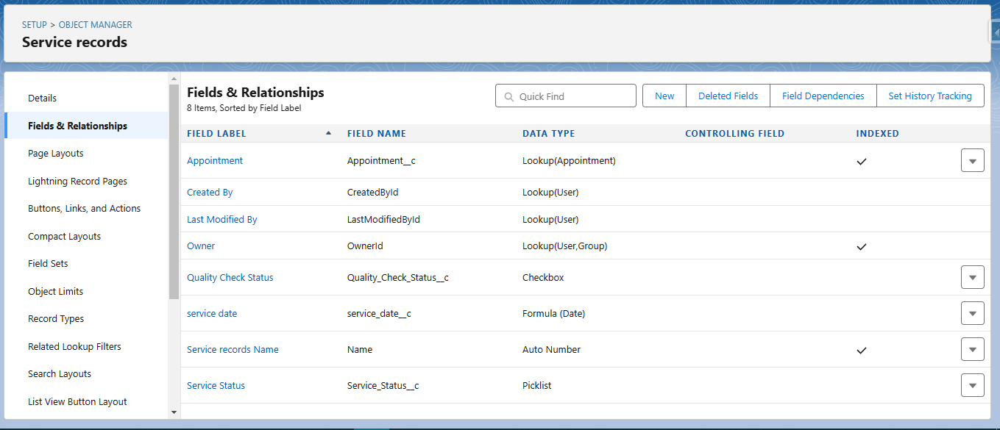 SETUP > OBJECT MANAGER
Service records
Details
Fields & Relationships
Page Layouts
Lightning Record Pages
Buttons, Links, and Actions
Compact Layouts
Field Sets
Object Limits
Record Types
Related Lookup Filters
Search Layouts
List View Button Layout
Fields & Relationships
8 Items, Sorted by Field Label
Quick Find
New Deleted Fields Field Dependencies Set History Tracking
FIELD LABEL FIELD NAME DATA TYPE CONTROLLING FIELD INDEXED
Appointment Appointment__c Lookup(Appointment)
Created By CreatedById Lookup(User)
Last Modified By LastModifiedById Lookup(User)
Owner OwnerId Lookup(User,Group)
Quality Check Status Quality_Check_Status__c Checkbox
service date service_date__c Formula (Date)
Service records Name Name Auto Number
Service Status Service_Status__c Picklist